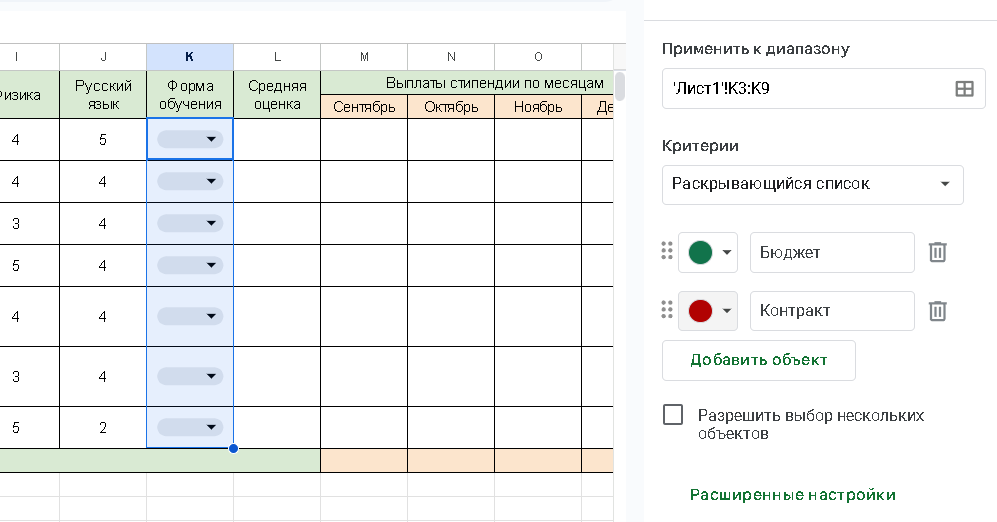 I J K L M N O
Физика Русский язык Форма обучения Средняя оценка Выплаты стипендии по месяцам
Сентябрь Октябрь Ноябрь Де
4 5
4 4
3 4
5 4
4 4
3 4
5 2
Применить к диапазону
'Лист1'!K3:K9
Критерии
Раскрывающийся список
Бюджет
Контракт
Добавить объект
Разрешить выбор нескольких
объектов
Расширенные настройки